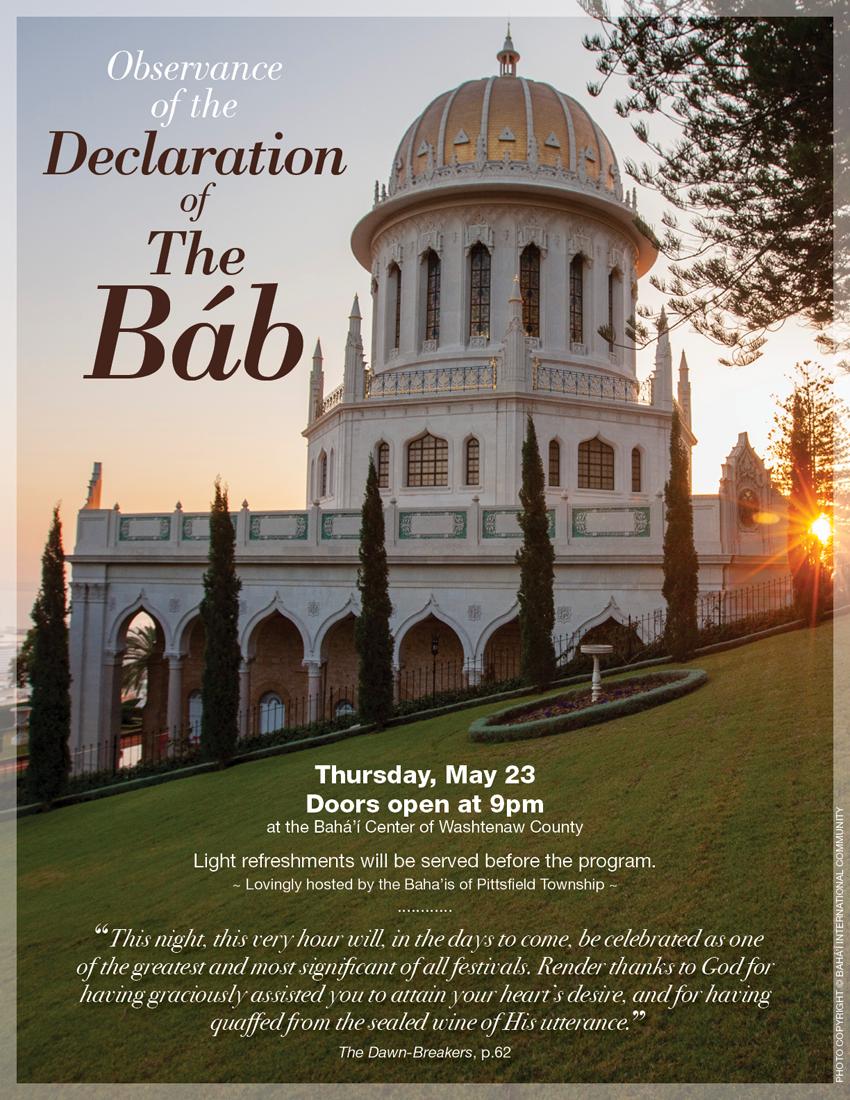 Observance
of the
Declaration
of
The
Báb
Thursday, May 23
Doors open at 9pm
at the Bahá’í Center of Washtenaw County
Light refreshments will be served before the program.
~ Lovingly hosted by the Baha’is of Pittsfield Township ~
............
“This night, this very hour will, in the days to come, be celebrated as one
of the greatest and most significant of all festivals. Render thanks to God for
having graciously assisted you to attain your heart’s desire, and for having
quaffed from the sealed wine of His utterance.”
The Dawn-Breakers, p.62
PHOTO COPYRIGHT © BAHÁ’Í INTERNATIONAL COMMUNITY